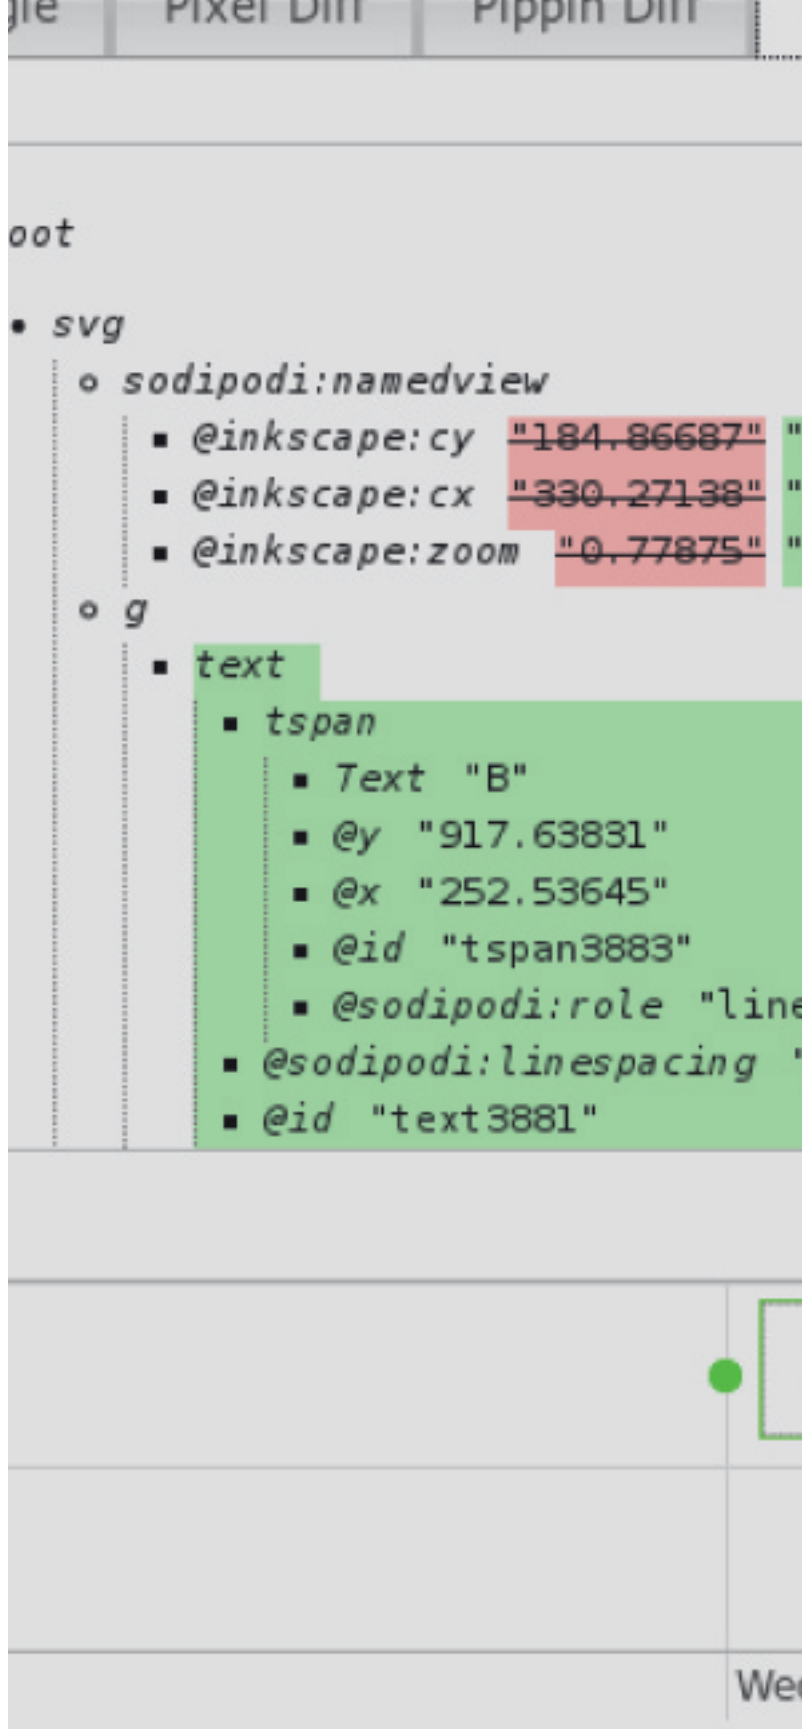 Pixel Diff Pippin Diff
svg
sodipodi:namedview
@inkscape:cy "184.86687" "
@inkscape:cx "330.27138" "
@inkscape:zoom "0.77875" "
g
text
tspan
Text "B"
@y "917.63831"
@x "252.53645"
@id "tspan3883"
@sodipodi:role "line
@sodipodi:linespacing "
@id "text3881"